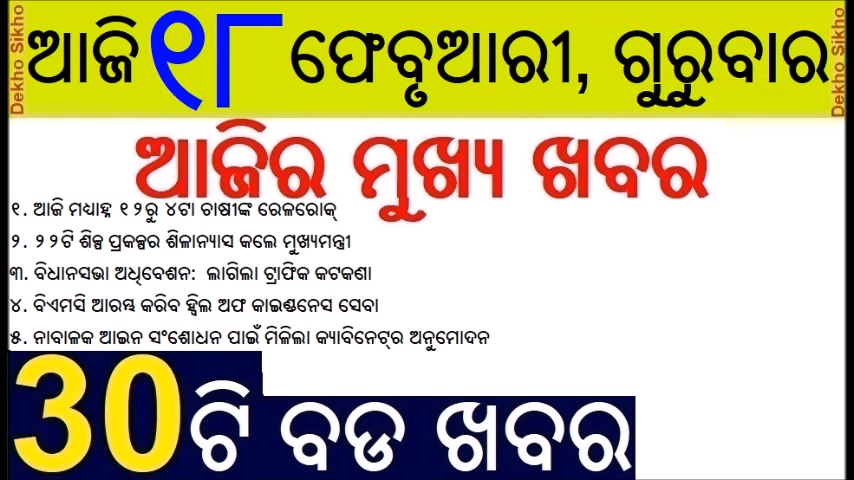 Dekho Sikho
ଆଜି ୧୮ ଫେବୃଆରୀ, ଗୁରୁବାର
Dekho Sikho
ଆଜିର ମୁଖ୍ୟ ଖବର
୧. ଆଜି ମଧ୍ୟାହ୍ନ ୧୨ରୁ ୪ଟା ଚାଷୀଙ୍କ ରେଳରୋକ୍
୨. ୨୨ଟି ଶିଳ୍ପ ପ୍ରକଳ୍ପର ଶିଳାନ୍ୟାସ କଲେ ମୁଖ୍ୟମନ୍ତ୍ରୀ
୩. ବିଧାନସଭା ଅଧିବେଶନ: ଲାଗିଲା ଟ୍ରାଫିକ କଟକଣା
୪. ବିଏମସି ଆରମ୍ଭ କରିବ ହ୍ୱିଲ ଅଫ କାଇଣ୍ଡନେସ ସେବା
୫. ନାବାଳକ ଆଇନ ସଂଶୋଧନ ପାଇଁ ମିଳିଲା କ୍ୟାବିନେଟ୍‌ର ଅନୁମୋଦନ
30ଟି ବଡ ଖବର